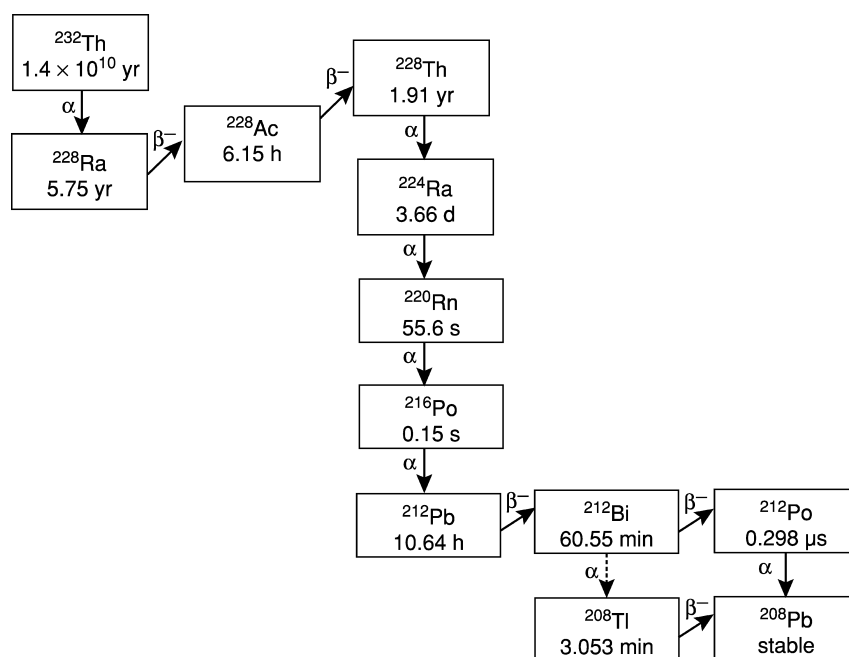 ²³²Th
1.4 × 10¹⁰ yr
α
²²⁸Ra
5.75 yr
β⁻
²²⁸Ac
6.15 h
β⁻
²²⁸Th
1.91 yr
α
²²⁴Ra
3.66 d
α
²²⁰Rn
55.6 s
α
²¹⁶Po
0.15 s
α
²¹²Pb
10.64 h
β⁻
²¹²Bi
60.55 min
β⁻
²¹²Po
0.298 µs
α
α
²⁰⁸Tl
3.053 min
β⁻
²⁰⁸Pb
stable